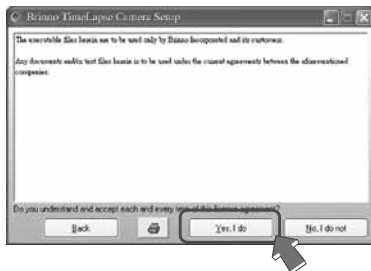 Brinno TimeLapse Camera Setup
The executable files herein are to be used only by Brinno Incorporated and its customers.
Any documents and/or text files herein is to be used under the current agreements between the aforementioned
companies.
Do you understand and accept each and every term of this license agreement?
Back
Yes, I do
No, I do not